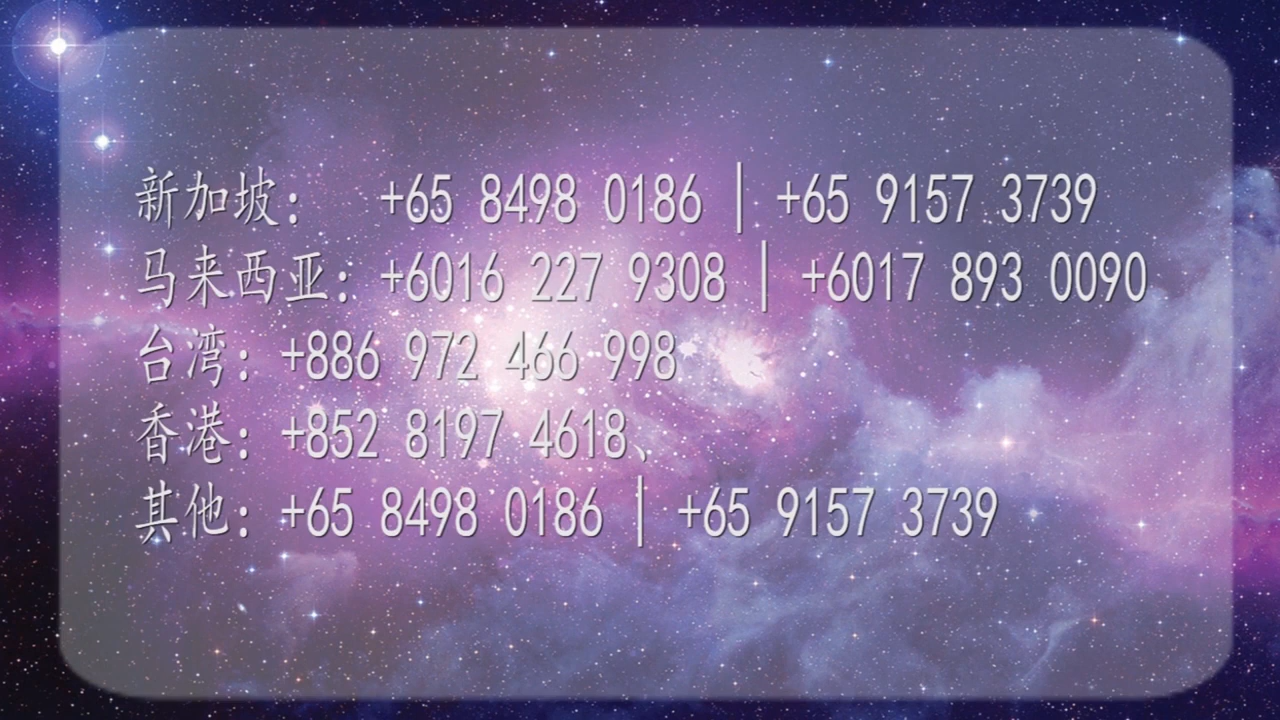 新加坡： +65 8498 0186 | +65 9157 3739
马来西亚：+6016 227 9308 | +6017 893 0090
台湾：+886 972 466 998
香港：+852 8197 4618、
其他：+65 8498 0186 | +65 9157 3739